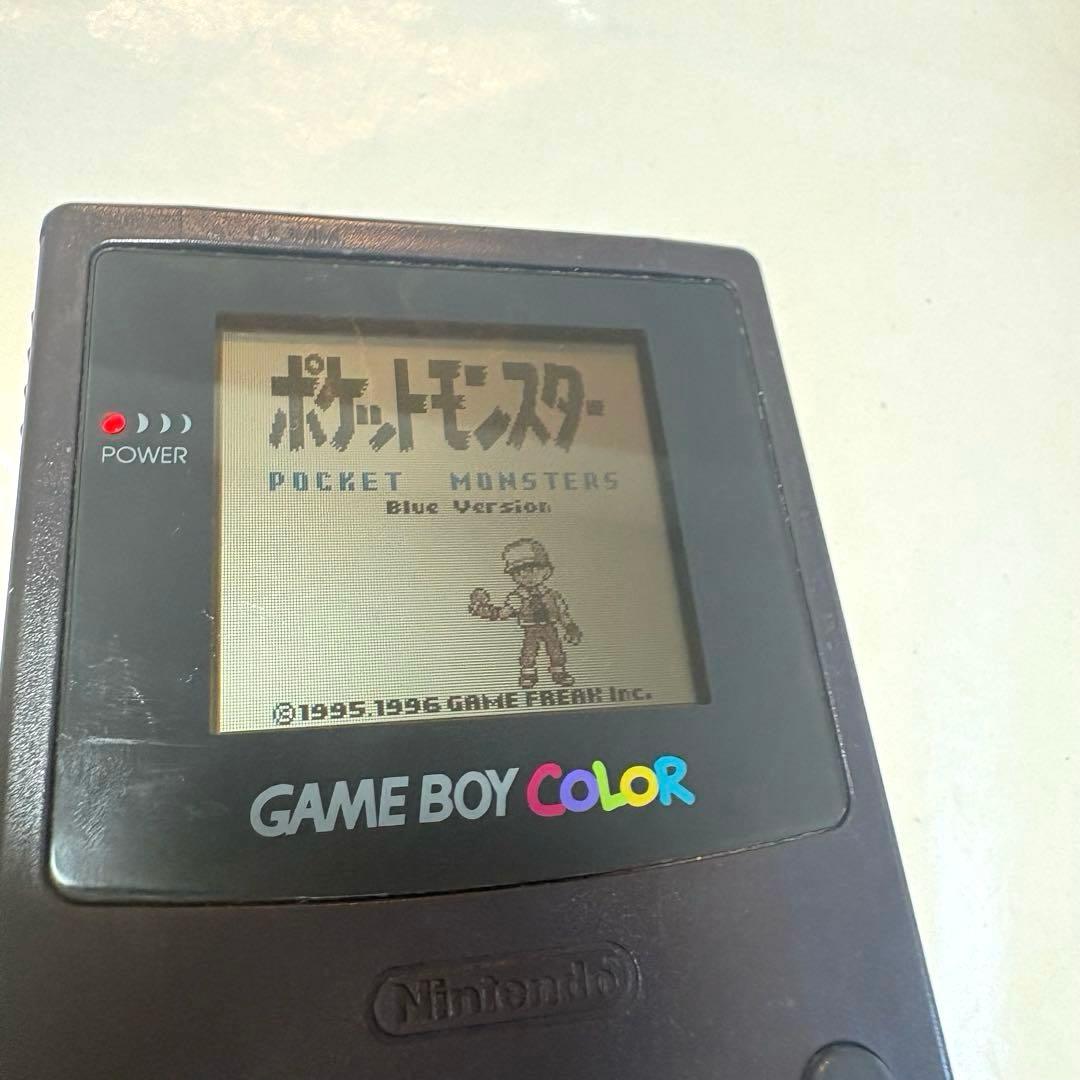 ポケットモンスター
POCKET MONSTERS
Blue Version
POWER
©1995,1996 GAME FREAK Inc.
GAME BOY COLOR
Nintendo